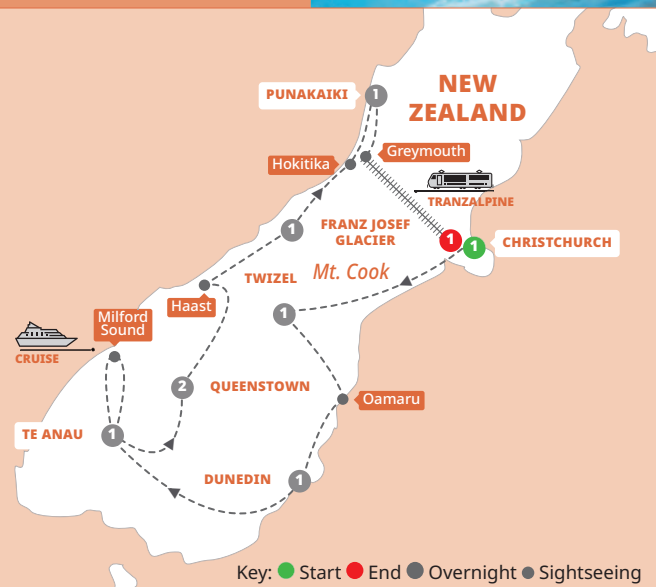 NEW
ZEALAND
PUNAKAIKI
1
Greymouth
Hokitika
TRANZALPINE
FRANZ JOSEF
GLACIER
1
1
1
CHRISTCHURCH
TWIZEL
Mt. Cook
Haast
1
Milford
Sound
CRUISE
2
QUEENSTOWN
Oamaru
TE ANAU
1
DUNEDIN
1
Key: Start End Overnight Sightseeing